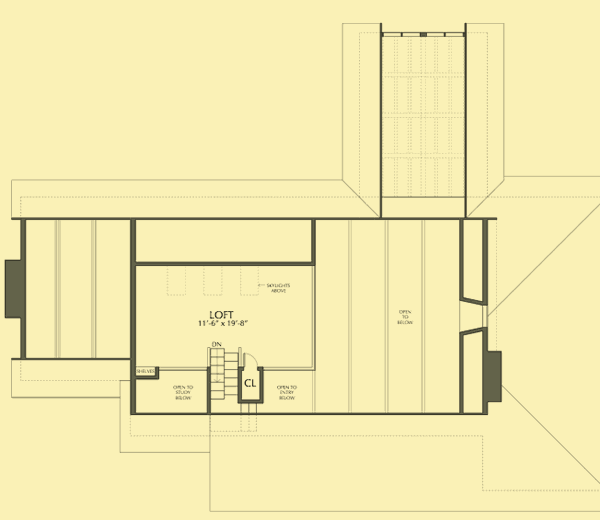 SKYLIGHTS
ABOVE
LOFT
11'-6" x 19'-8"
OPEN
TO
BELOW
DN
SHELVES
CL
OPEN TO
STUDY
BELOW
OPEN TO
ENTRY
BELOW